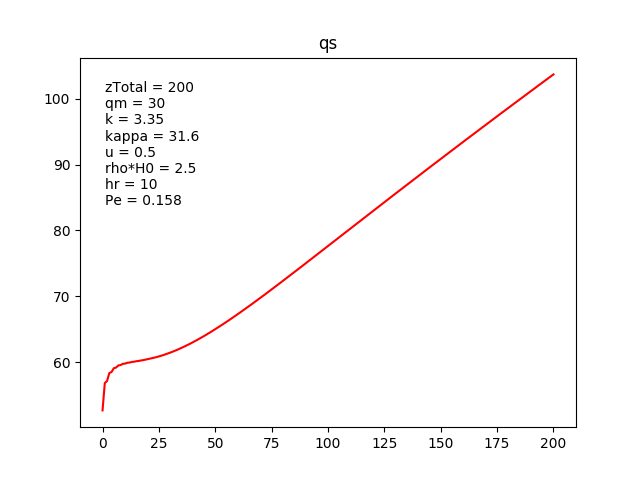 qs
zTotal = 200
qm = 30
k = 3.35
kappa = 31.6
u = 0.5
rho*H0 = 2.5
hr = 10
Pe = 0.158
100
90
80
70
60
0 25 50 75 100 125 150 175 200